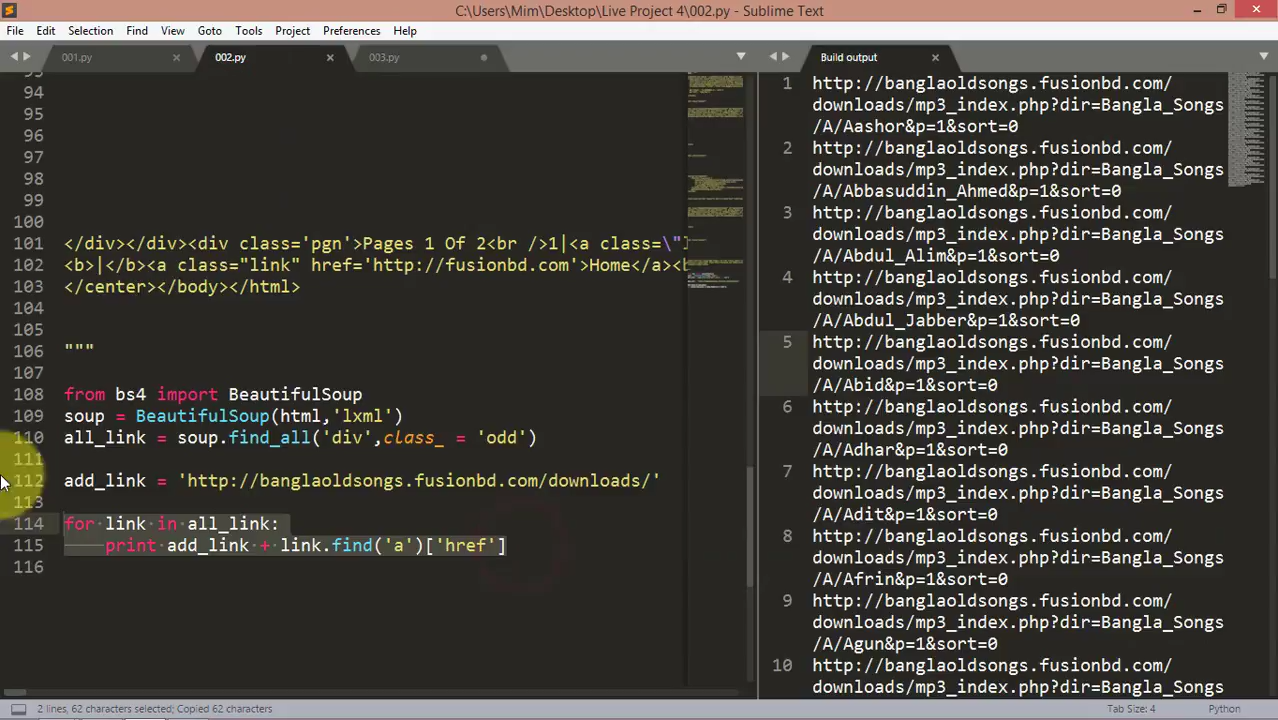 C:\Users\Mim\Desktop\Live Project 4\002.py - Sublime Text
File Edit Selection Find View Goto Tools Project Preferences Help
001.py 002.py 003.py
94
95
96
97
98
99
100
101 </div></div><div class='pgn'>Pages 1 Of 2<br />1|<a class=\"
102 <b>|</b><a class="link" href='http://fusionbd.com'>Home</a><b
103 </center></body></html>
104
105
106 """
107
108 from bs4 import BeautifulSoup
109 soup = BeautifulSoup(html,'lxml')
110 all_link = soup.find_all('div',class_ = 'odd')
111
112 add_link = 'http://banglaoldsongs.fusionbd.com/downloads/'
113
114 for link in all_link:
115 print add_link + link.find('a')['href']
116
Build output
1 http://banglaoldsongs.fusionbd.com/
downloads/mp3_index.php?dir=Bangla_Songs
/A/Aashor&p=1&sort=0
2 http://banglaoldsongs.fusionbd.com/
downloads/mp3_index.php?dir=Bangla_Songs
/A/Abbasuddin_Ahmed&p=1&sort=0
3 http://banglaoldsongs.fusionbd.com/
downloads/mp3_index.php?dir=Bangla_Songs
/A/Abdul_Alim&p=1&sort=0
4 http://banglaoldsongs.fusionbd.com/
downloads/mp3_index.php?dir=Bangla_Songs
/A/Abdul_Jabber&p=1&sort=0
5 http://banglaoldsongs.fusionbd.com/
downloads/mp3_index.php?dir=Bangla_Songs
/A/Abid&p=1&sort=0
6 http://banglaoldsongs.fusionbd.com/
downloads/mp3_index.php?dir=Bangla_Songs
/A/Adhar&p=1&sort=0
7 http://banglaoldsongs.fusionbd.com/
downloads/mp3_index.php?dir=Bangla_Songs
/A/Adit&p=1&sort=0
8 http://banglaoldsongs.fusionbd.com/
downloads/mp3_index.php?dir=Bangla_Songs
/A/Afrin&p=1&sort=0
9 http://banglaoldsongs.fusionbd.com/
downloads/mp3_index.php?dir=Bangla_Songs
/A/Agun&p=1&sort=0
10 http://banglaoldsongs.fusionbd.com/
downloads/mp3_index.php?dir=Bangla_Songs
2 lines, 62 characters selected; Copied 62 characters
Tab Size: 4 Python